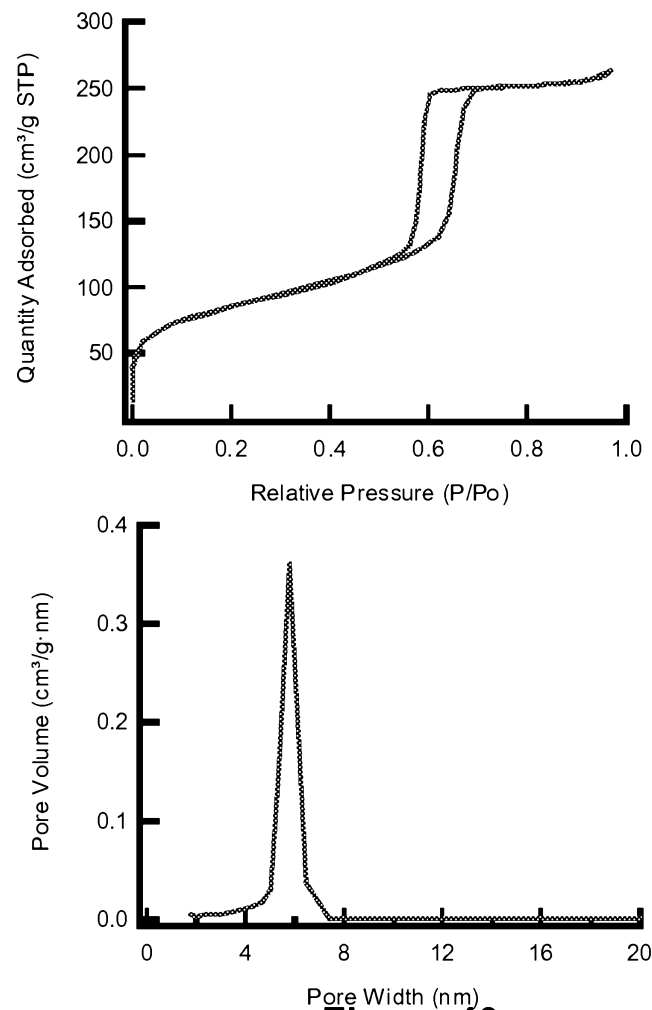 300
250
200
150
100
50
Quantity Adsorbed (cm³/g STP)
0.0 0.2 0.4 0.6 0.8 1.0
Relative Pressure (P/Po)
0.4
0.3
0.2
0.1
0.0
Pore Volume (cm³/g·nm)
0 4 8 12 16 20
Pore Width (nm)